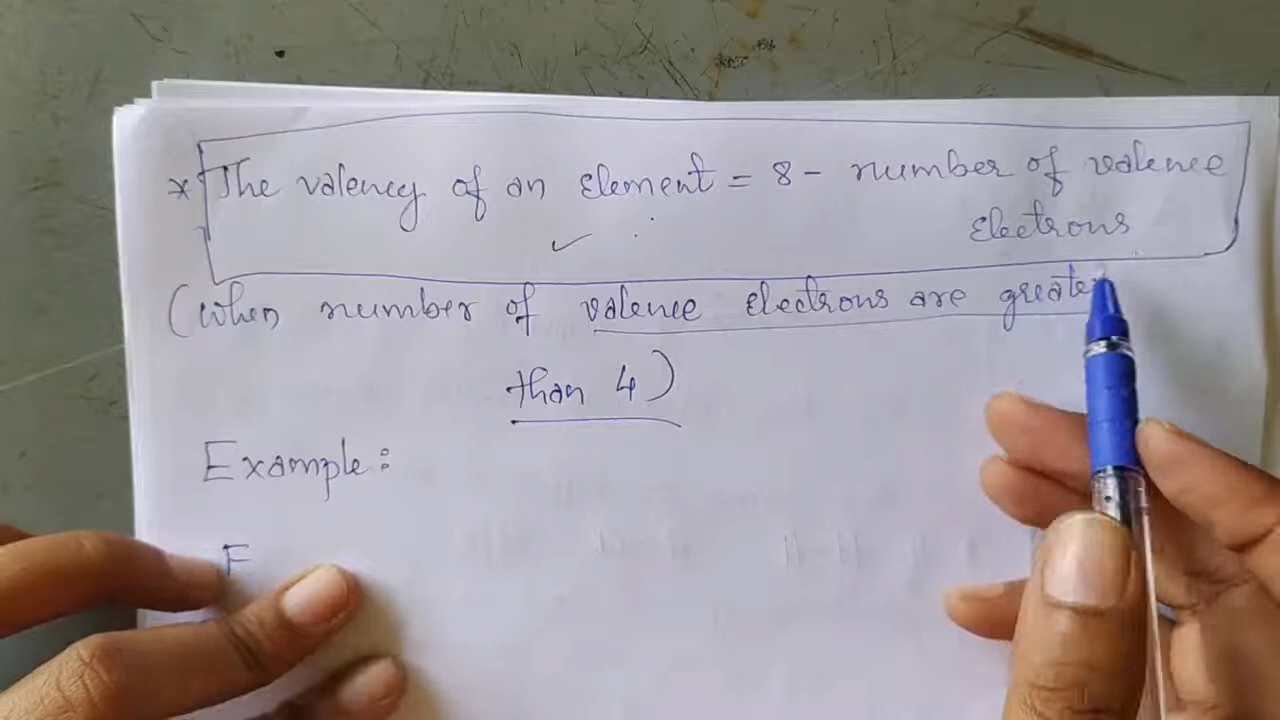 * The valency of an element = 8 - number of valence
electrons
(when number of valence electrons are greater
than 4)
Example:
F